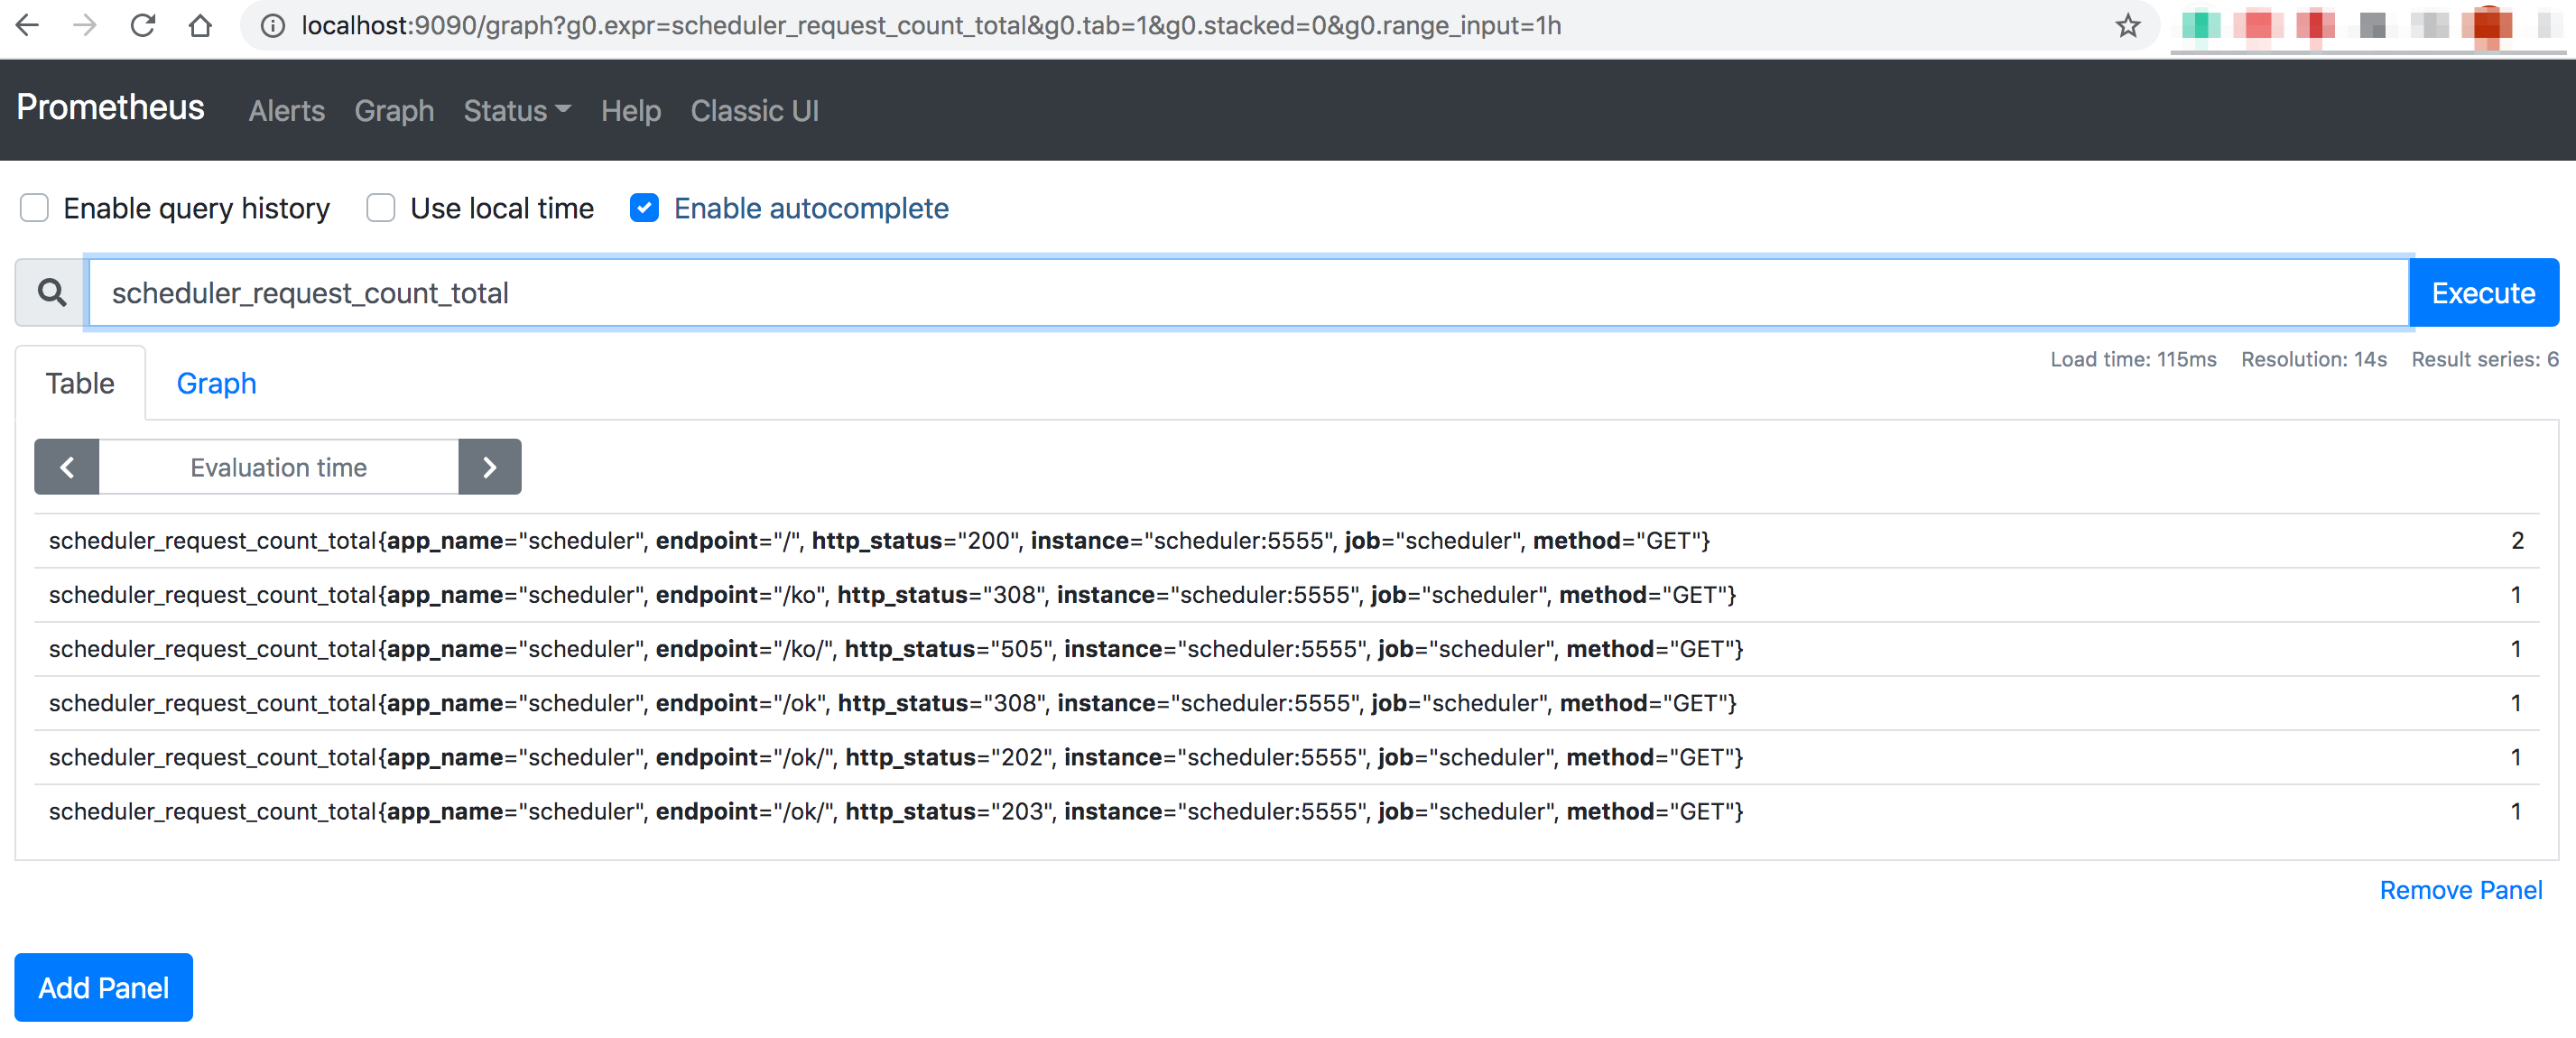 localhost:9090/graph?g0.expr=scheduler_request_count_total&g0.tab=1&g0.stacked=0&g0.range_input=1h
Prometheus Alerts Graph Status Help Classic UI
Enable query history Use local time Enable autocomplete
scheduler_request_count_total Execute
Table Graph Load time: 115ms Resolution: 14s Result series: 6
Evaluation time
scheduler_request_count_total{app_name="scheduler", endpoint="/", http_status="200", instance="scheduler:5555", job="scheduler", method="GET"} 2
scheduler_request_count_total{app_name="scheduler", endpoint="/ko", http_status="308", instance="scheduler:5555", job="scheduler", method="GET"} 1
scheduler_request_count_total{app_name="scheduler", endpoint="/ko/", http_status="505", instance="scheduler:5555", job="scheduler", method="GET"} 1
scheduler_request_count_total{app_name="scheduler", endpoint="/ok", http_status="308", instance="scheduler:5555", job="scheduler", method="GET"} 1
scheduler_request_count_total{app_name="scheduler", endpoint="/ok/", http_status="202", instance="scheduler:5555", job="scheduler", method="GET"} 1
scheduler_request_count_total{app_name="scheduler", endpoint="/ok/", http_status="203", instance="scheduler:5555", job="scheduler", method="GET"} 1
Remove Panel
Add Panel